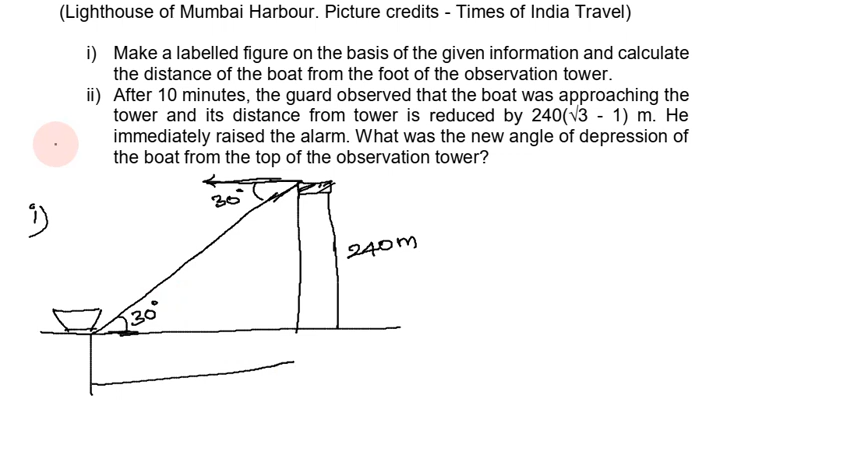 (Lighthouse of Mumbai Harbour. Picture credits - Times of India Travel)
i) Make a labelled figure on the basis of the given information and calculate
the distance of the boat from the foot of the observation tower.
ii) After 10 minutes, the guard observed that the boat was approaching the
tower and its distance from tower is reduced by 240(√3 - 1) m. He
immediately raised the alarm. What was the new angle of depression of
the boat from the top of the observation tower?
30°
i)
240m
30°